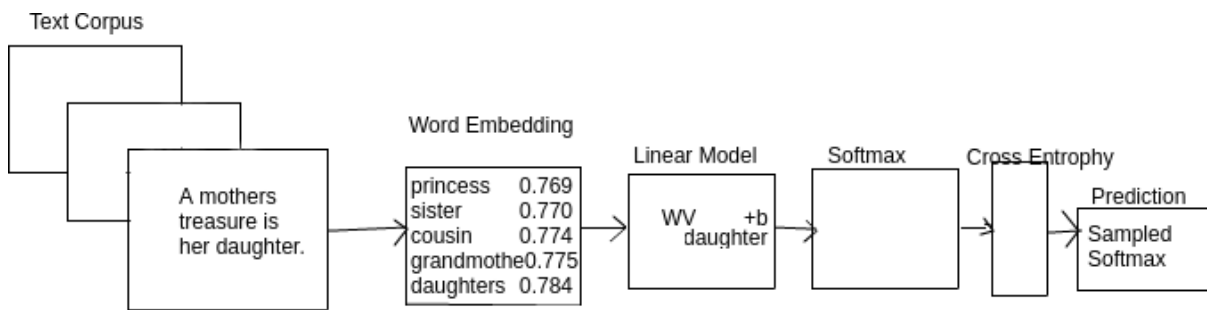 Text Corpus
A mothers
treasure is
her daughter.
Word Embedding
princess 0.769
sister 0.770
cousin 0.774
grandmothe0.775
daughters 0.784
Linear Model
WV +b
daughter
Softmax
Cross Entrophy
Prediction
Sampled
Softmax